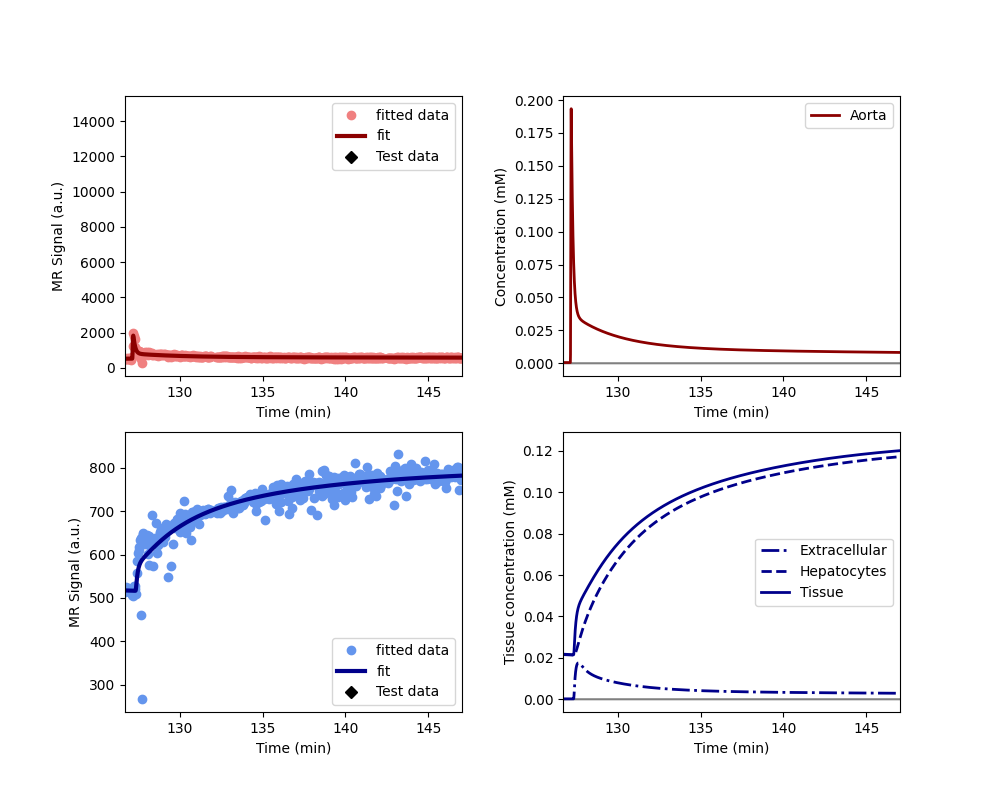 14000
12000
10000
8000
6000
4000
2000
0
MR Signal (a.u.)
fitted data
fit
Test data
130
135
140
145
Time (min)
0.200
0.175
0.150
0.125
0.100
0.075
0.050
0.025
0.000
Concentration (mM)
Aorta
130
135
140
145
Time (min)
800
700
600
500
400
300
MR Signal (a.u.)
fitted data
fit
Test data
130
135
140
145
Time (min)
0.12
0.10
0.08
0.06
0.04
0.02
0.00
Tissue concentration (mM)
Extracellular
Hepatocytes
Tissue
130
135
140
145
Time (min)